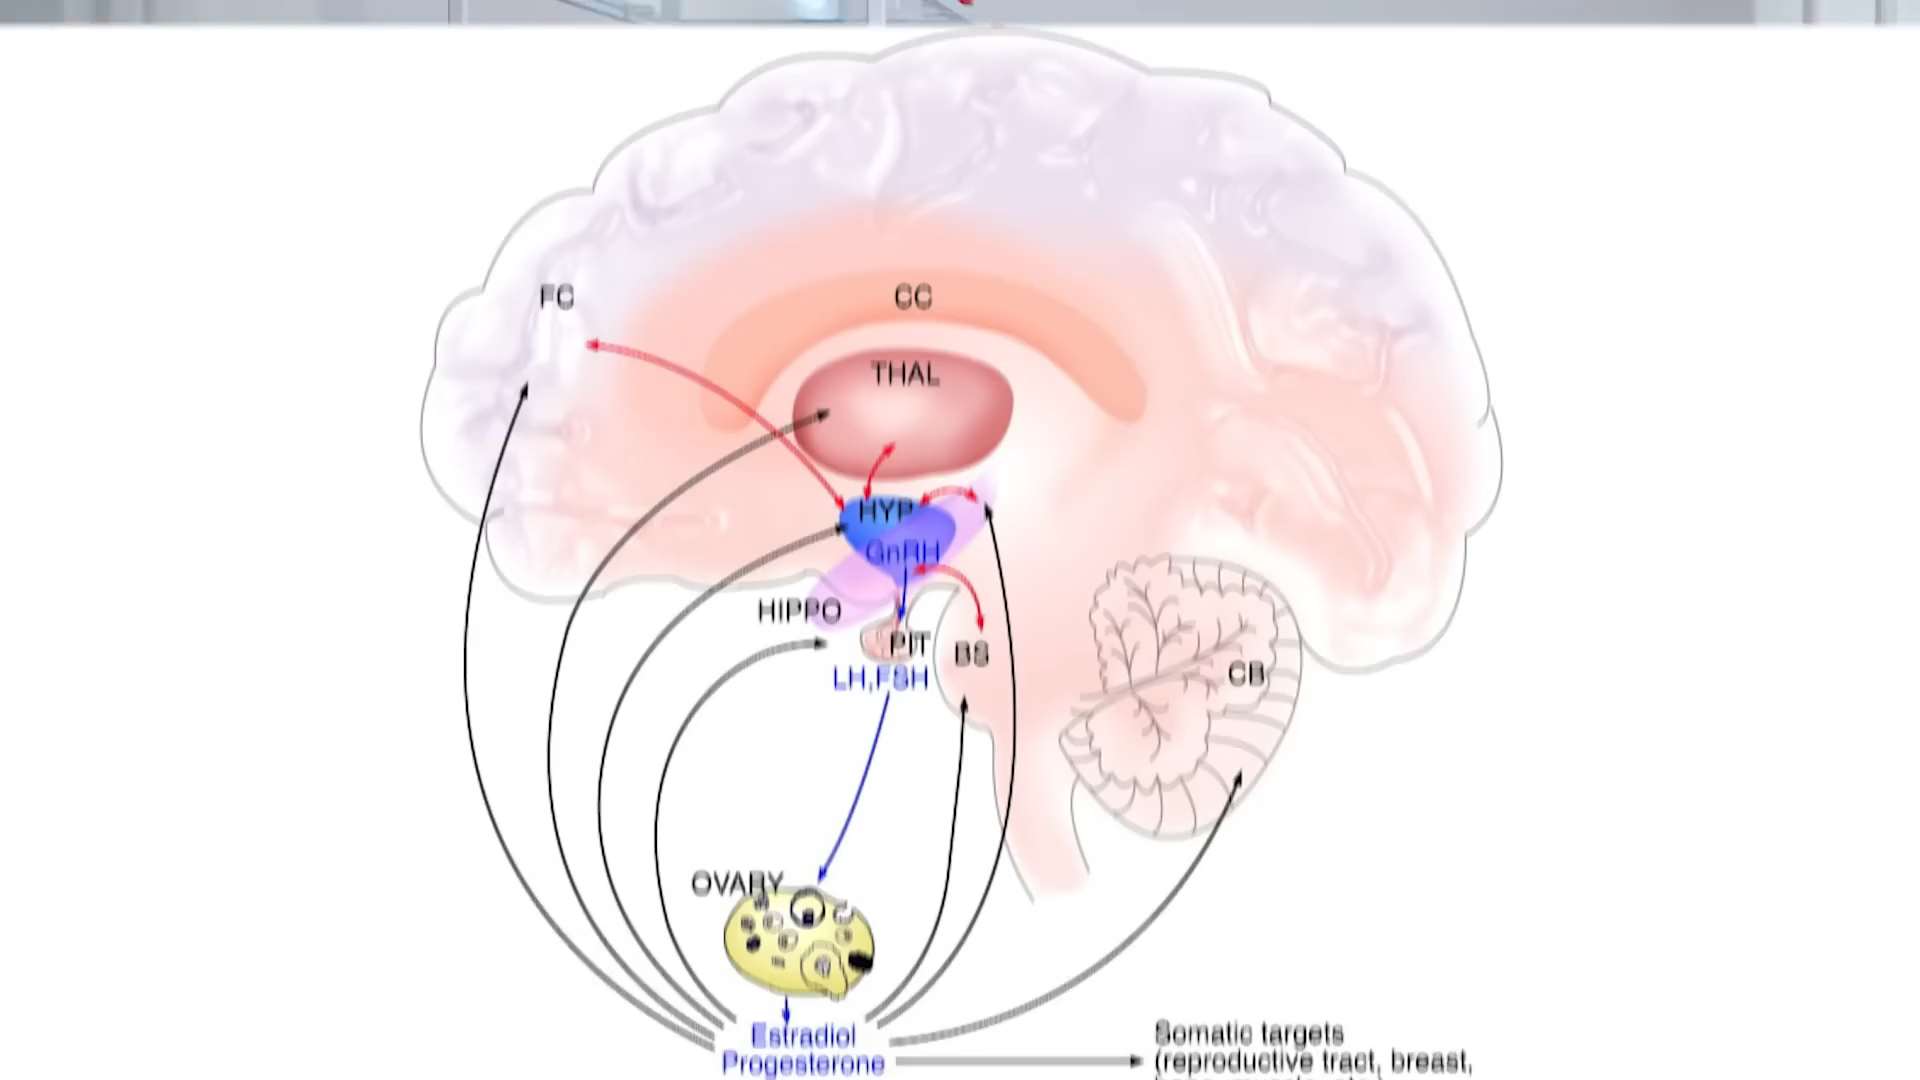 FC
CC
THAL
HYP
GnRH
HIPPO
PIT
BS
LH,FSH
CB
OVARY
Estradiol
Progesterone
Somatic targets
(reproductive tract, breast,